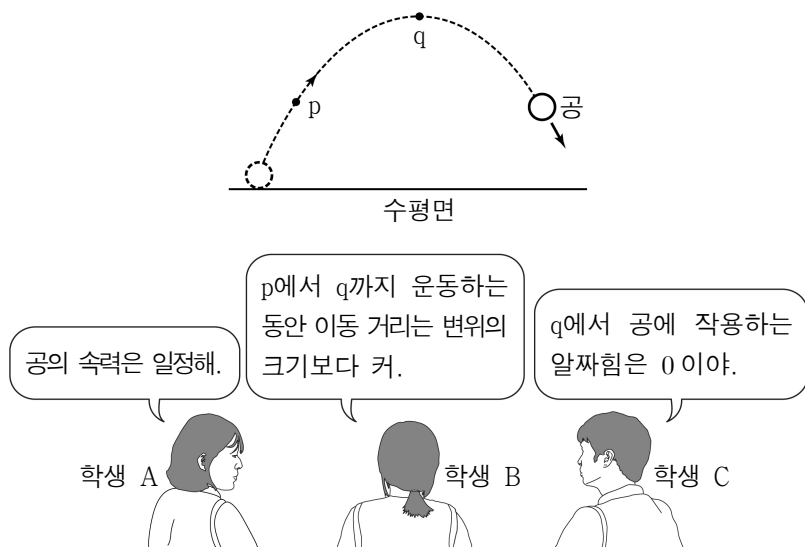 q
p
공
수평면
공의 속력은 일정해.
p에서 q까지 운동하는
동안 이동 거리는 변위의
크기보다 커.
q에서 공에 작용하는
알짜힘은 0이야.
학생 A
학생 B
학생 C